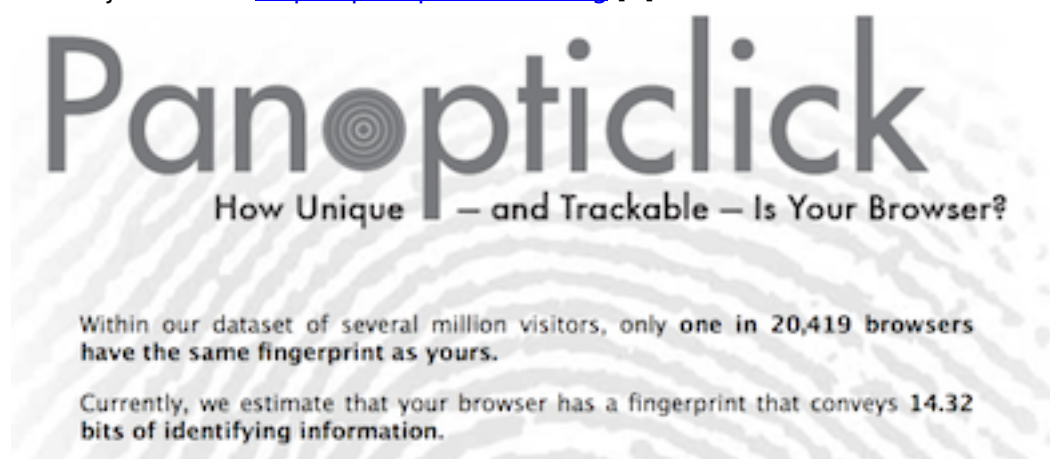 Panopticlick
How Unique – and Trackable – Is Your Browser?
Within our dataset of several million visitors, only one in 20,419 browsers
have the same fingerprint as yours.
Currently, we estimate that your browser has a fingerprint that conveys 14.32
bits of identifying information.